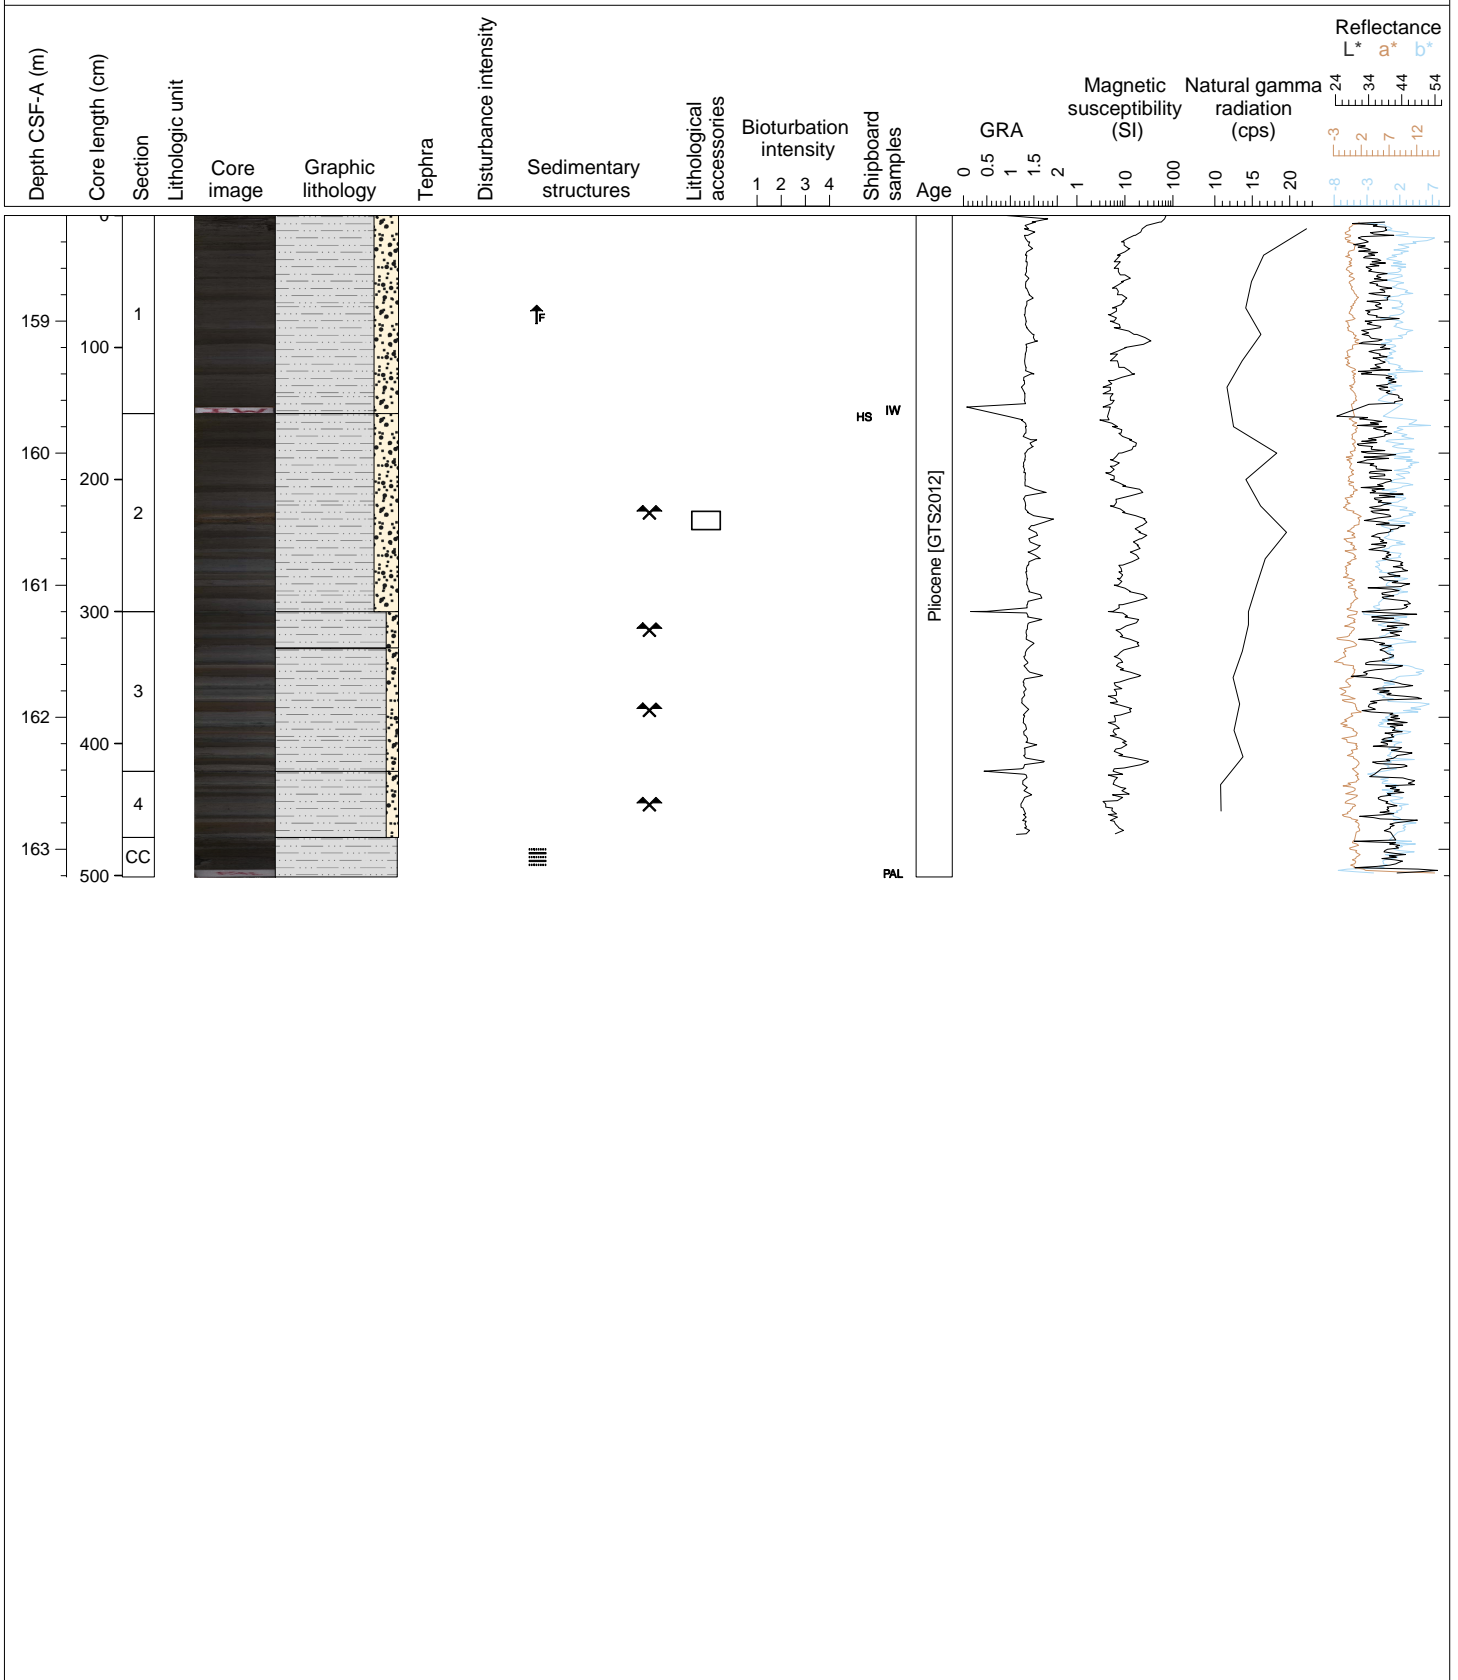 Depth CSF-A (m)
Core length (cm)
Section
Lithologic unit
Core
image
Graphic
lithology
Tephra
Disturbance intensity
Sedimentary
structures
Lithological
accessories
Bioturbation
intensity
1 2 3 4
Shipboard
samples
Age
GRA
0 0.5 1 1.5 2
Magnetic
susceptibility
(SI)
1 10 100
Natural gamma
radiation
(cps)
10 15 20
Reflectance
L* a* b*
24 34 44 54
-3 2 7 12
-8 -3 2 7
0
1
F
159
100
IW
HS
IW
160
200
2
161
300
Pliocene [GTS2012]
3
162
400
4
163
CC
500
PAL